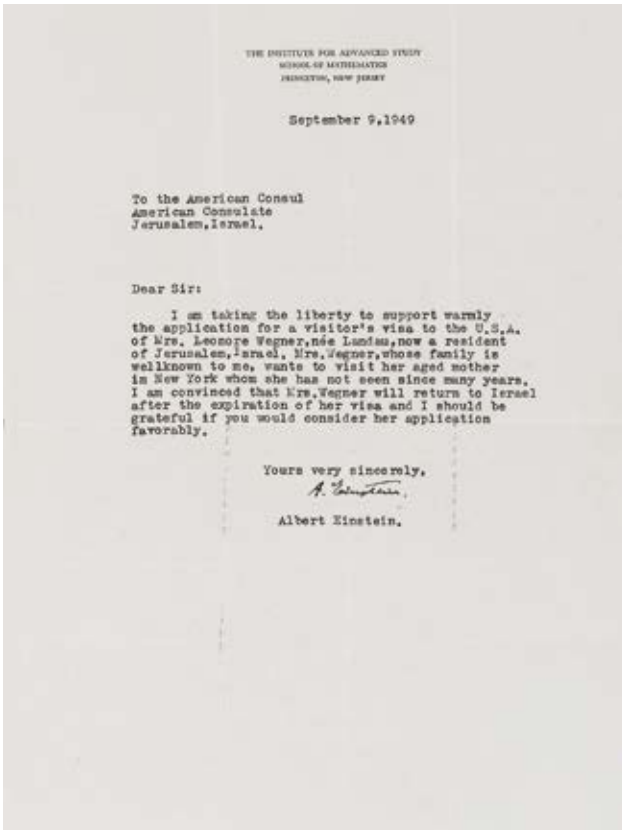 THE INSTITUTE FOR ADVANCED STUDY
SCHOOL OF MATHEMATICS
PRINCETON, NEW JERSEY
September 9,1949
To the American Consul
American Consulate
Jerusalem,Israel.
Dear Sir:
I am taking the liberty to support warmly
the application for a visitor's visa to the U.S.A.
of Mrs. Leonore Wegner,née Landau,now a resident
of Jerusalem,Israel. Mrs.Wegner,whose family is
wellknown to me, wants to visit her aged mother
in New York whom she has not seen since many years.
I am convinced that Mrs.Wegner will return to Israel
after the expiration of her visa and I should be
grateful if you would consider her application
favorably.
Yours very sincerely,
A. Einstein.
Albert Einstein.